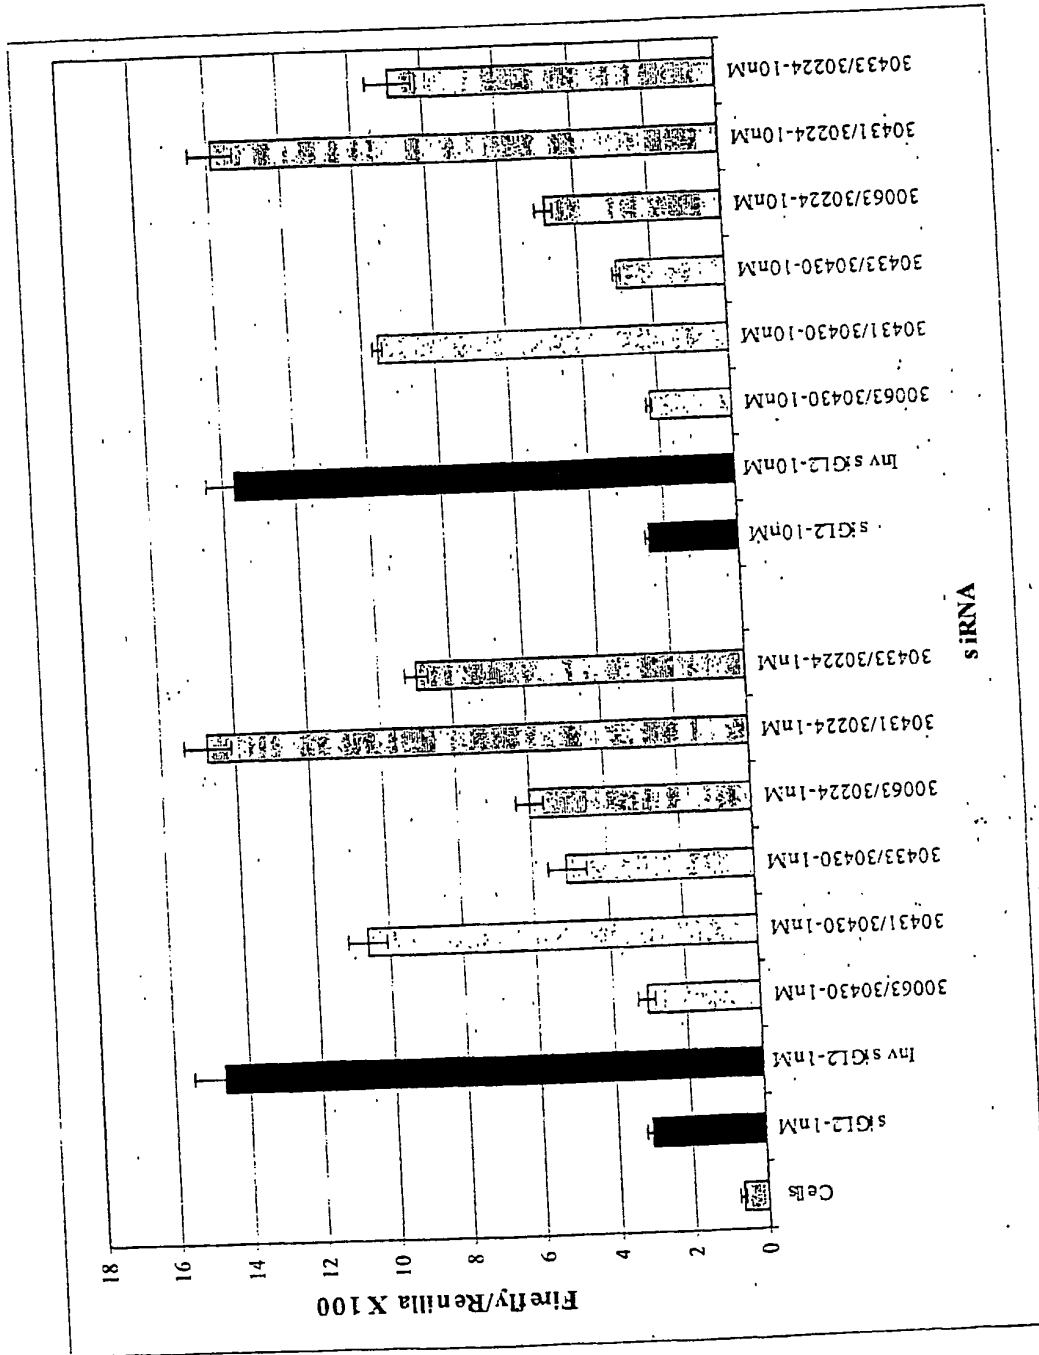 Firefly/Renilla X 100
18
16
14
12
10
8
6
4
2
0
Cells
siGL2-1nM
Inv siGL2-1nM
30063/30430-1nM
30431/30430-1nM
30433/30430-1nM
30063/30224-1nM
30431/30224-1nM
30433/30224-1nM
siGL2-10nM
Inv siGL2-10nM
30063/30430-10nM
30431/30430-10nM
30433/30430-10nM
30063/30224-10nM
30431/30224-10nM
30433/30224-10nM
siRNA